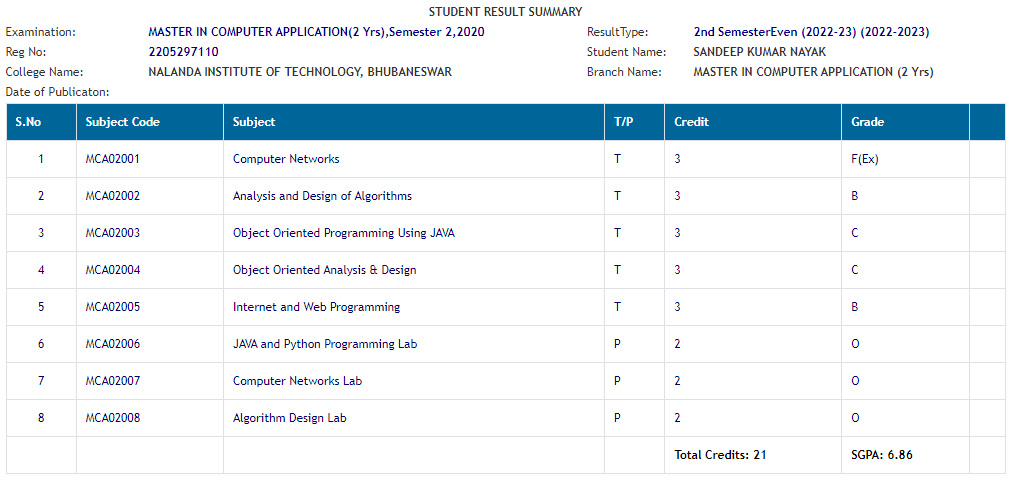 STUDENT RESULT SUMMARY
Examination: MASTER IN COMPUTER APPLICATION(2 Yrs),Semester 2,2020 ResultType: 2nd SemesterEven (2022-23) (2022-2023)
Reg No: 2205297110 Student Name: SANDEEP KUMAR NAYAK
College Name: NALANDA INSTITUTE OF TECHNOLOGY, BHUBANESWAR Branch Name: MASTER IN COMPUTER APPLICATION (2 Yrs)
Date of Publicaton:
S.No Subject Code Subject T/P Credit Grade
1 MCA02001 Computer Networks T 3 F(Ex)
2 MCA02002 Analysis and Design of Algorithms T 3 B
3 MCA02003 Object Oriented Programming Using JAVA T 3 C
4 MCA02004 Object Oriented Analysis & Design T 3 C
5 MCA02005 Internet and Web Programming T 3 B
6 MCA02006 JAVA and Python Programming Lab P 2 O
7 MCA02007 Computer Networks Lab P 2 O
8 MCA02008 Algorithm Design Lab P 2 O
Total Credits: 21 SGPA: 6.86